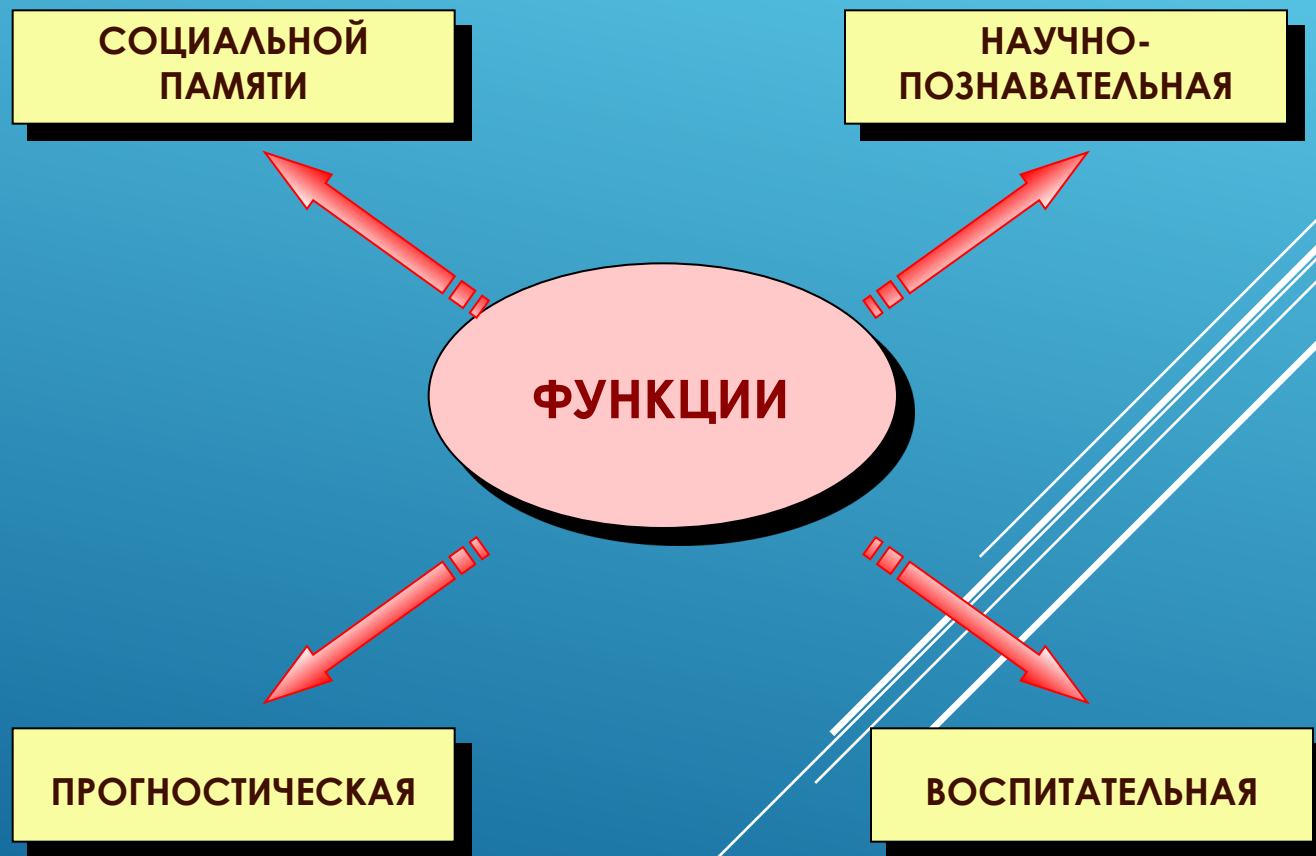 СОЦИАЛЬНОЙ
ПАМЯТИ
НАУЧНО-
ПОЗНАВАТЕЛЬНАЯ
ФУНКЦИИ
ПРОГНОСТИЧЕСКАЯ
ВОСПИТАТЕЛЬНАЯ